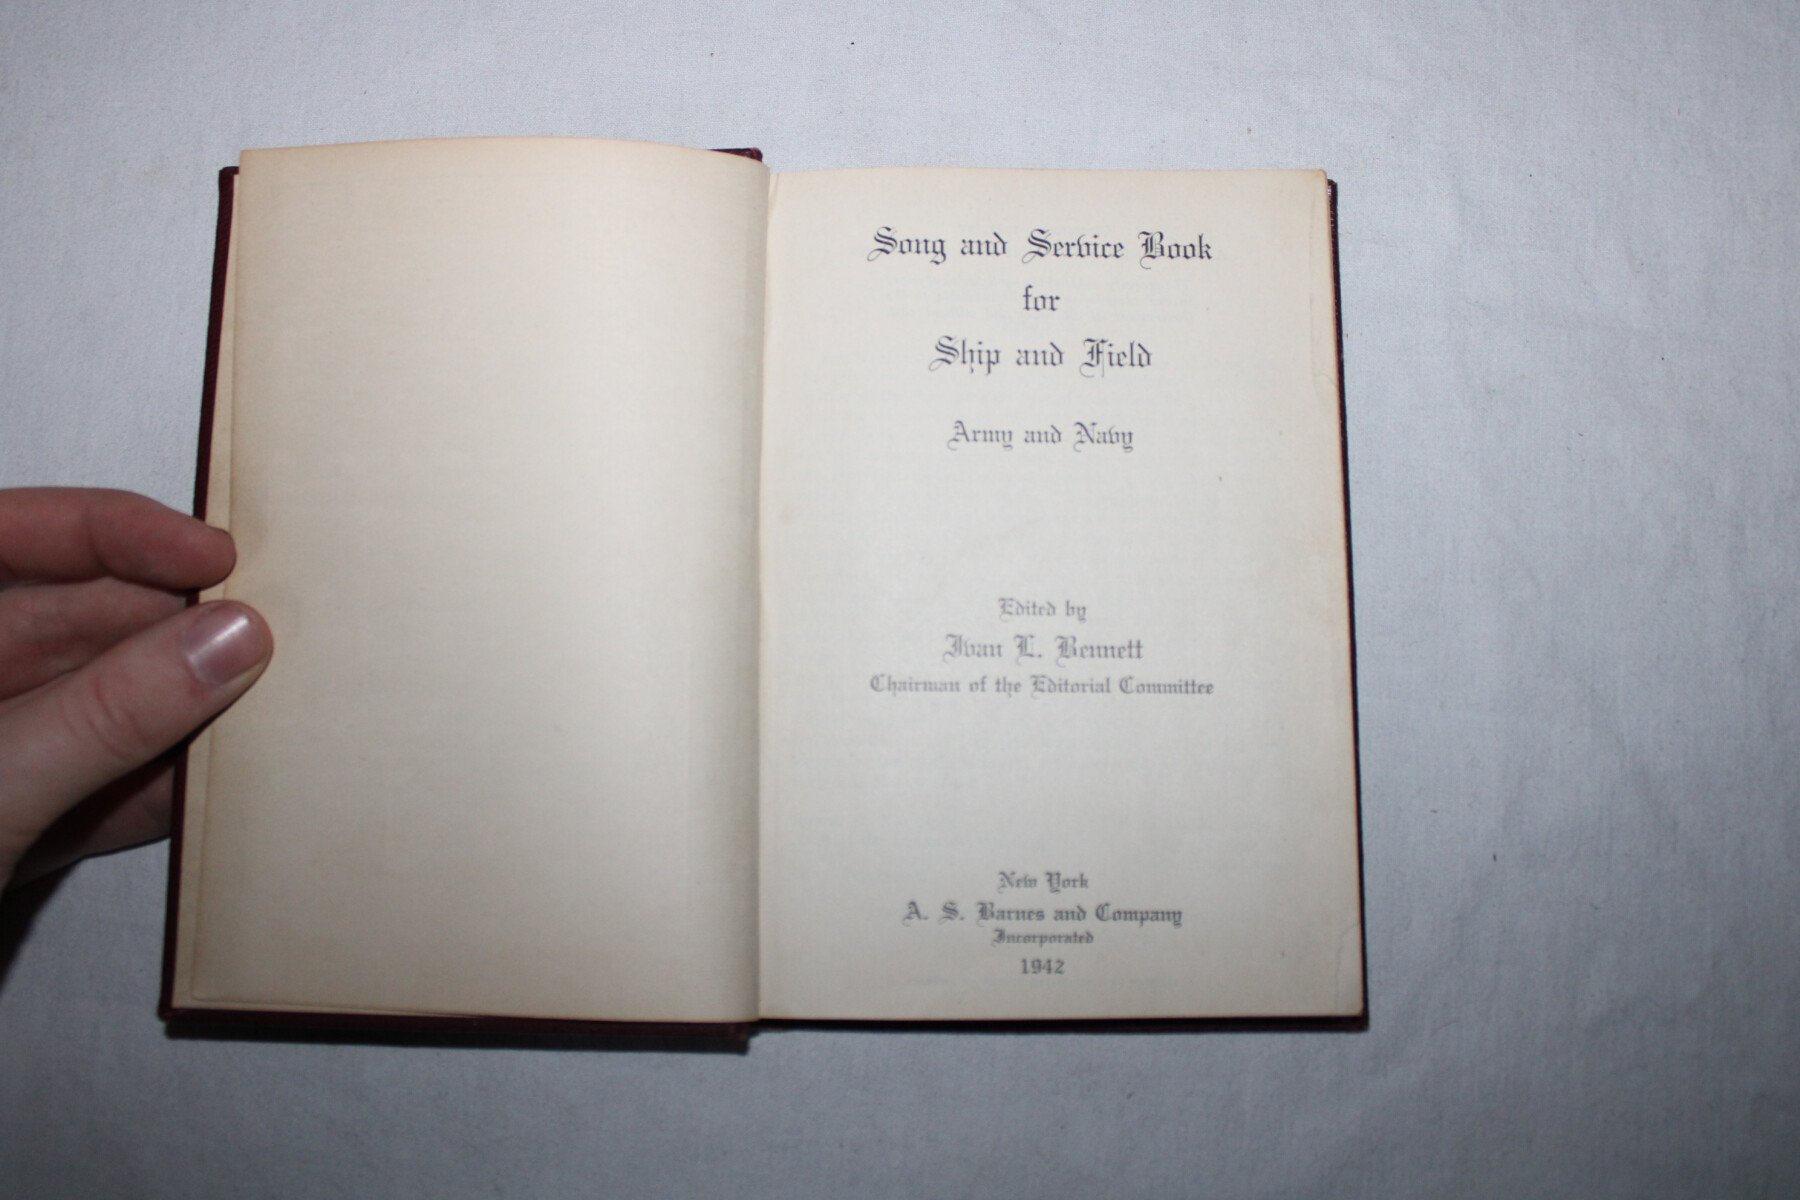 Song and Service Book
for
Ship and Field
Army and Navy
Edited by
Ivan L. Bennett
Chairman of the Editorial Committee
New York
A. S. Barnes and Company
Incorporated
1942